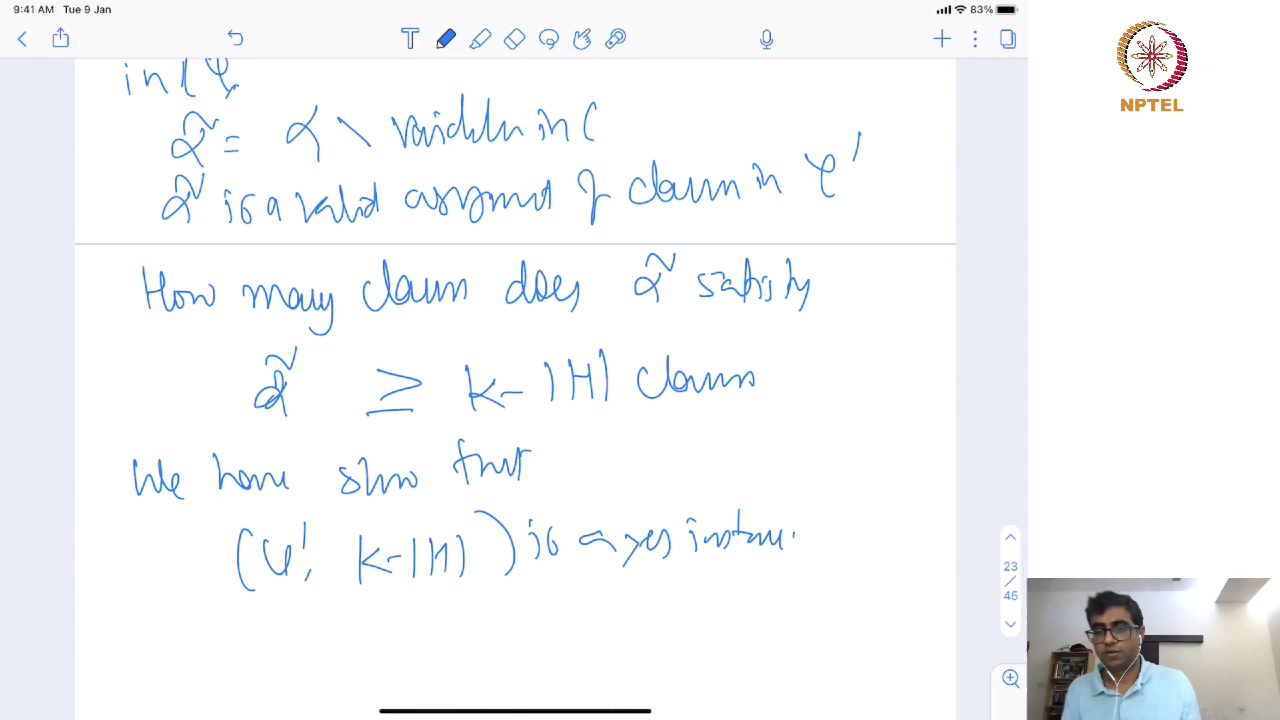 9:41 AM Tue 9 Jan
83%
NPTEL
in (φ,
α̃ = α \ variables in C
α̃ is a valid assignment of clauses in φ'
How many clauses does α̃ satisfy
α̃ ≥ k-|H| clauses
We have show that
(φ', k-|H|) is a yes instance
23
/
45